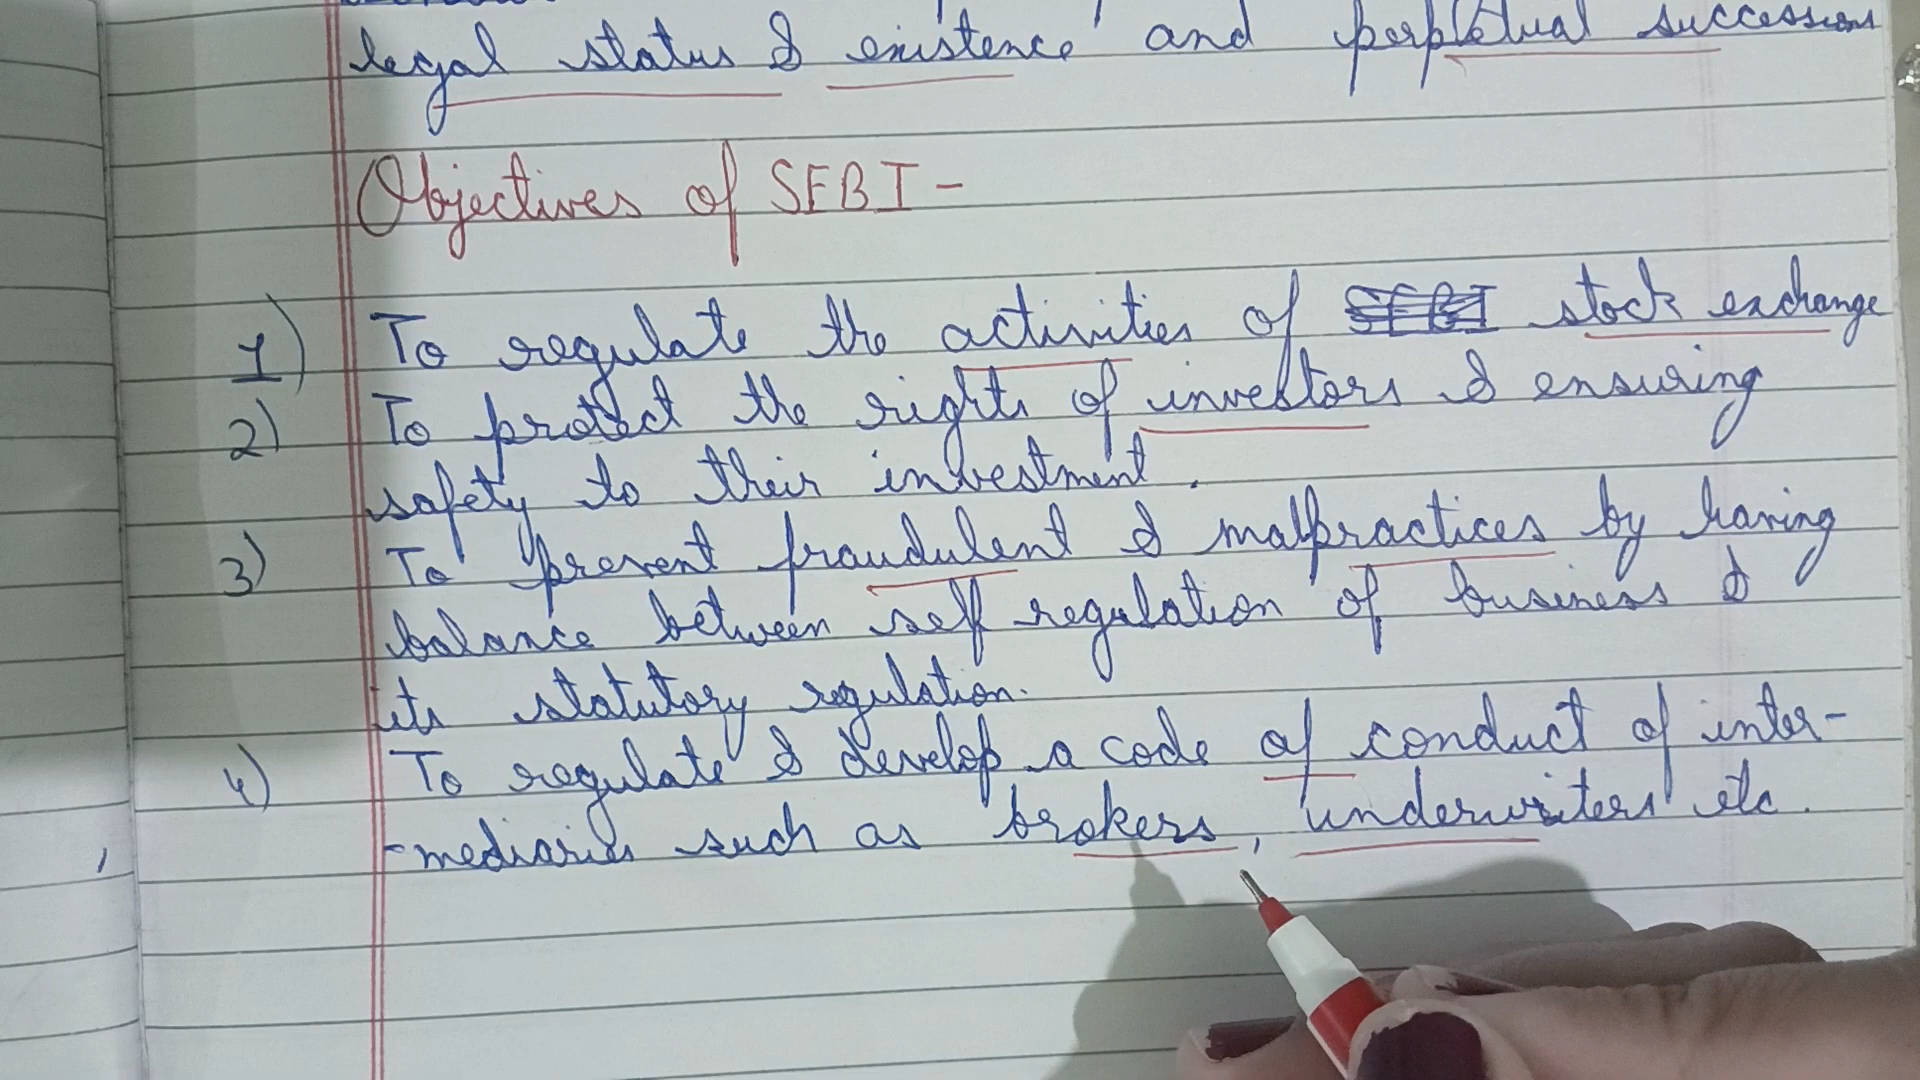 legal status & existence and perpetual succession
Objectives of SEBI -
1) To regulate the activities of SEBI stock exchange
2) To protect the rights of investors & ensuring
safety to their investment.
3) To prevent fraudulent & malpractices by having
balance between self regulation of business &
its statutory regulation.
4) To regulate & develop a code of conduct of inter-
-mediaries such as brokers, underwriters etc.